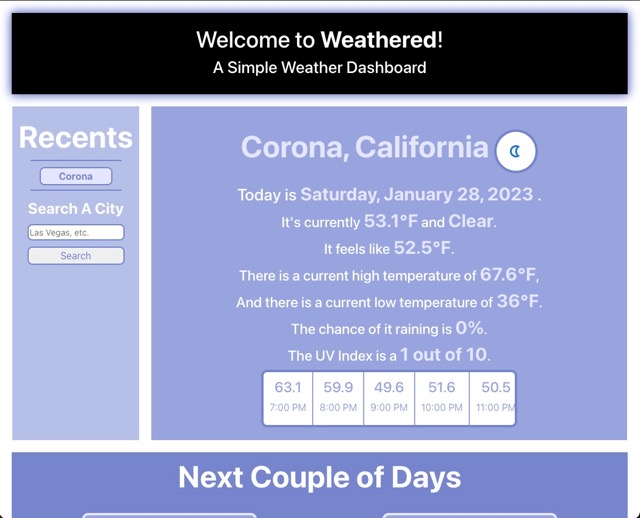 Welcome to Weathered!
A Simple Weather Dashboard
Recents
Corona
Search A City
Las Vegas, etc.
Search
Corona, California
Today is Saturday, January 28, 2023 .
It's currently 53.1°F and Clear.
It feels like 52.5°F.
There is a current high temperature of 67.6°F,
And there is a current low temperature of 36°F.
The chance of it raining is 0%.
The UV Index is a 1 out of 10.
63.1 59.9 49.6 51.6 50.5
7:00 PM 8:00 PM 9:00 PM 10:00 PM 11:00 PM
Next Couple of Days